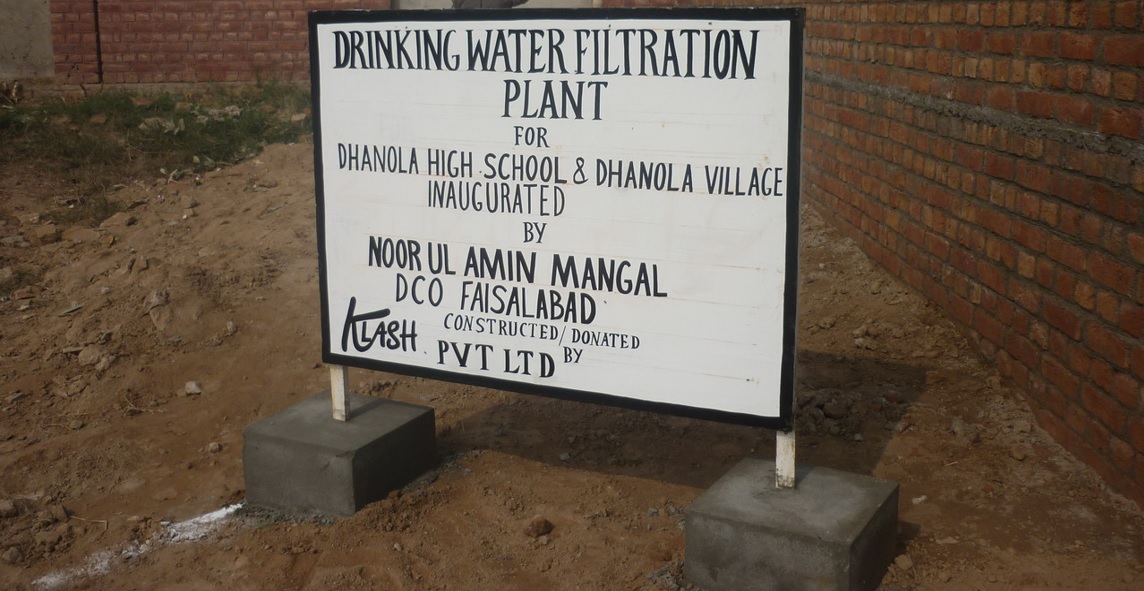 DRINKING WATER FILTRATION
PLANT
FOR
DHANOLA HIGH SCHOOL & DHANOLA VILLAGE
INAUGURATED
BY
NOOR UL AMIN MANGAL
DCO FAISALABAD
CONSTRUCTED/DONATED
BY
KLASH PVT LTD